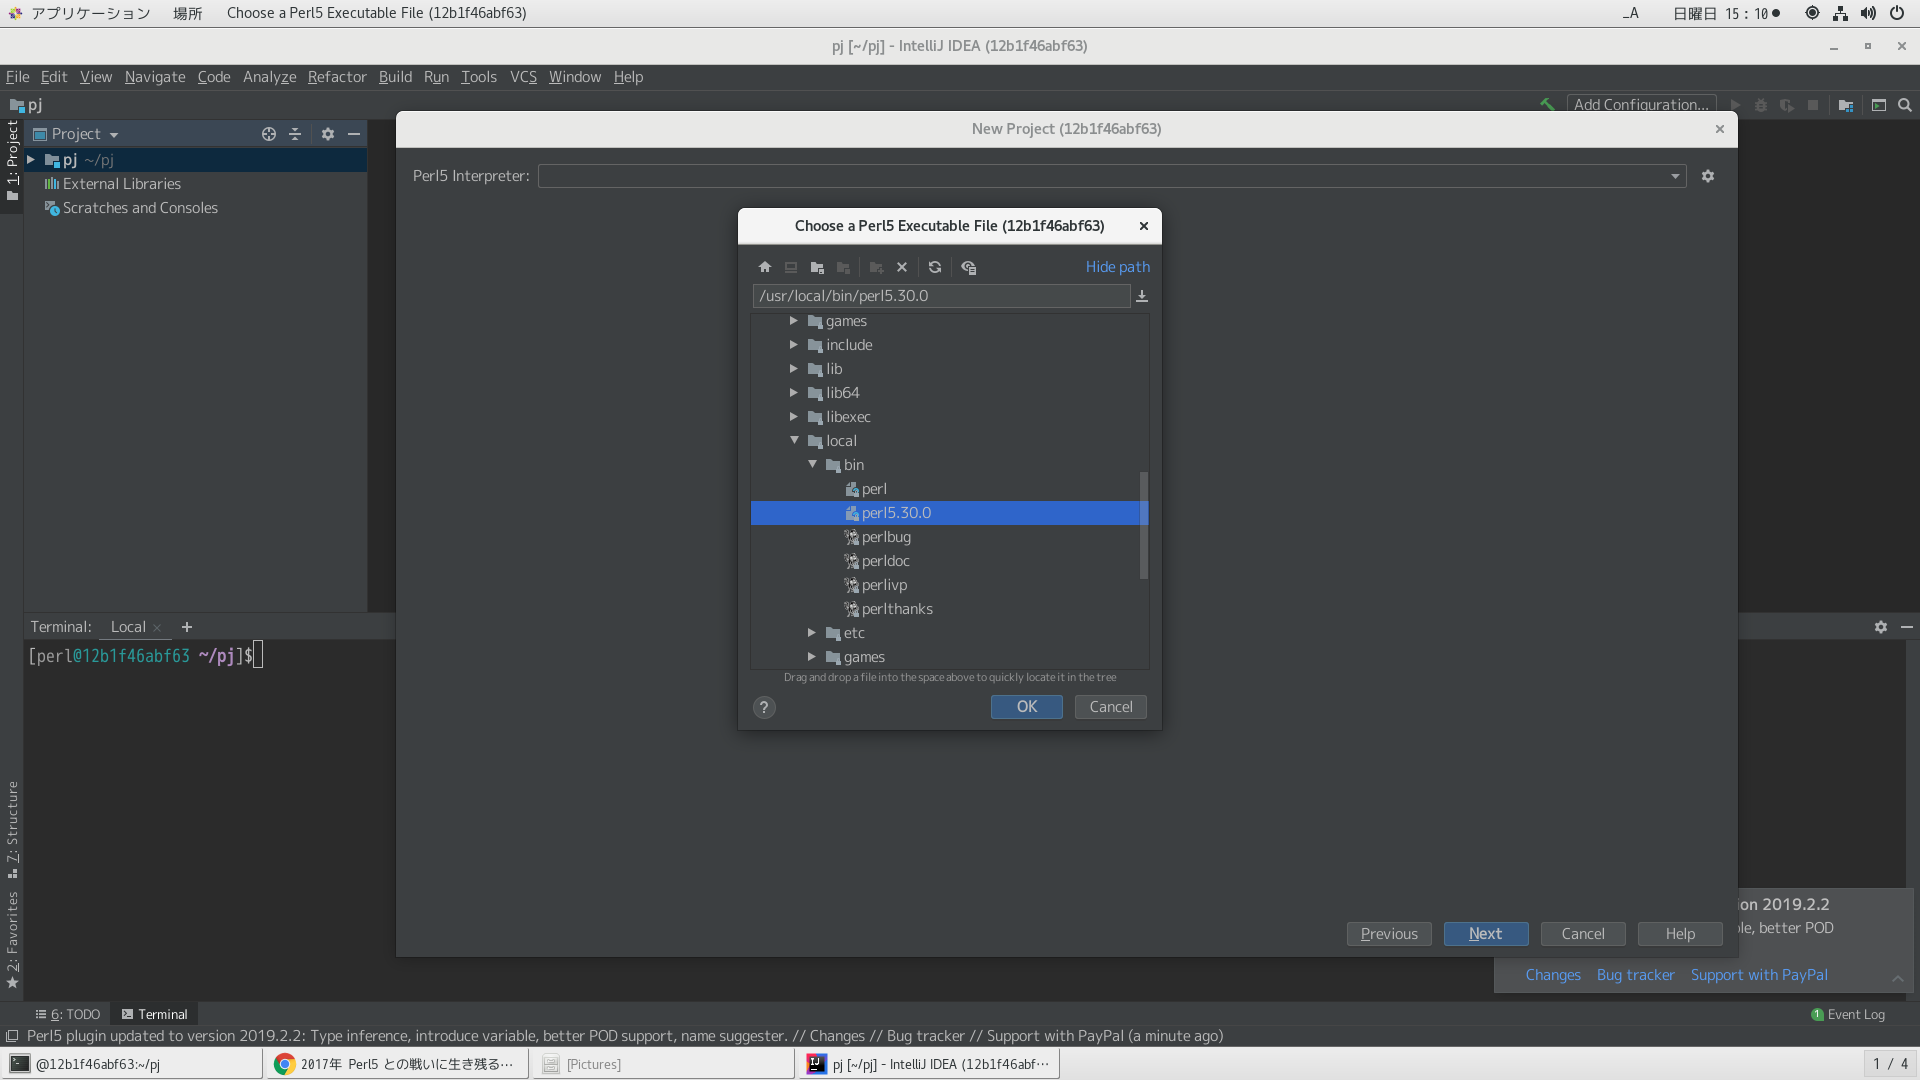 アプリケーション 場所 Choose a Perl5 Executable File (12b1f46abf63) _A 日曜日 15：10●
pj [~/pj] - IntelliJ IDEA (12b1f46abf63)
File Edit View Navigate Code Analyze Refactor Build Run Tools VCS Window Help
pj Add Configuration...
1: Project
Project
pj ~/pj
External Libraries
Scratches and Consoles
New Project (12b1f46abf63)
Perl5 Interpreter:
Choose a Perl5 Executable File (12b1f46abf63)
Hide path
/usr/local/bin/perl5.30.0
games
include
lib
lib64
libexec
local
bin
perl
perl5.30.0
perlbug
perldoc
perlivp
perlthanks
etc
games
Drag and drop a file into the space above to quickly locate it in the tree
? OK Cancel
Previous Next Cancel Help
Terminal: Local
[perl@12b1f46abf63 ~/pj]$
7: Structure
2: Favorites
on 2019.2.2
le, better POD
Changes Bug tracker Support with PayPal
6: TODO Terminal 1 Event Log
Perl5 plugin updated to version 2019.2.2: Type inference, introduce variable, better POD support, name suggester. // Changes // Bug tracker // Support with PayPal (a minute ago)
@12b1f46abf63:~/pj 2017年 Perl5 との戦いに生き残る… [Pictures] pj [~/pj] - IntelliJ IDEA (12b1f46abf… 1 / 4